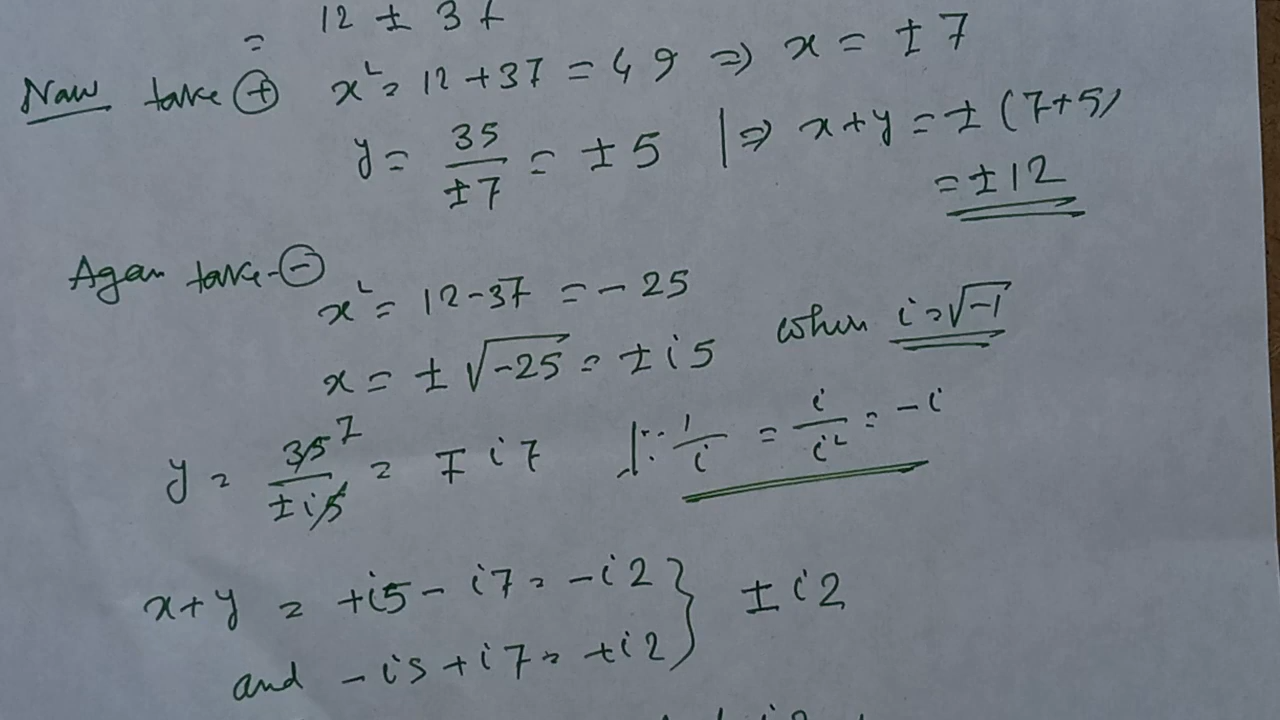 = 12 ± 37
Now take ⊕ x² = 12 + 37 = 49 ⇒ x = ± 7
y = 35/±7 = ± 5 | ⇒ x + y = ± (7+5)
= ± 12
Again take ⊖
x² = 12 - 37 = - 25
x = ± √-25 = ± i5 when i = √-1
y = 35 7/±i5 = ∓ i7 | ∵ 1/i = i/i² = -i
x + y = +i5 - i7 = -i2 } ± i2
and -i5 + i7 = +i2